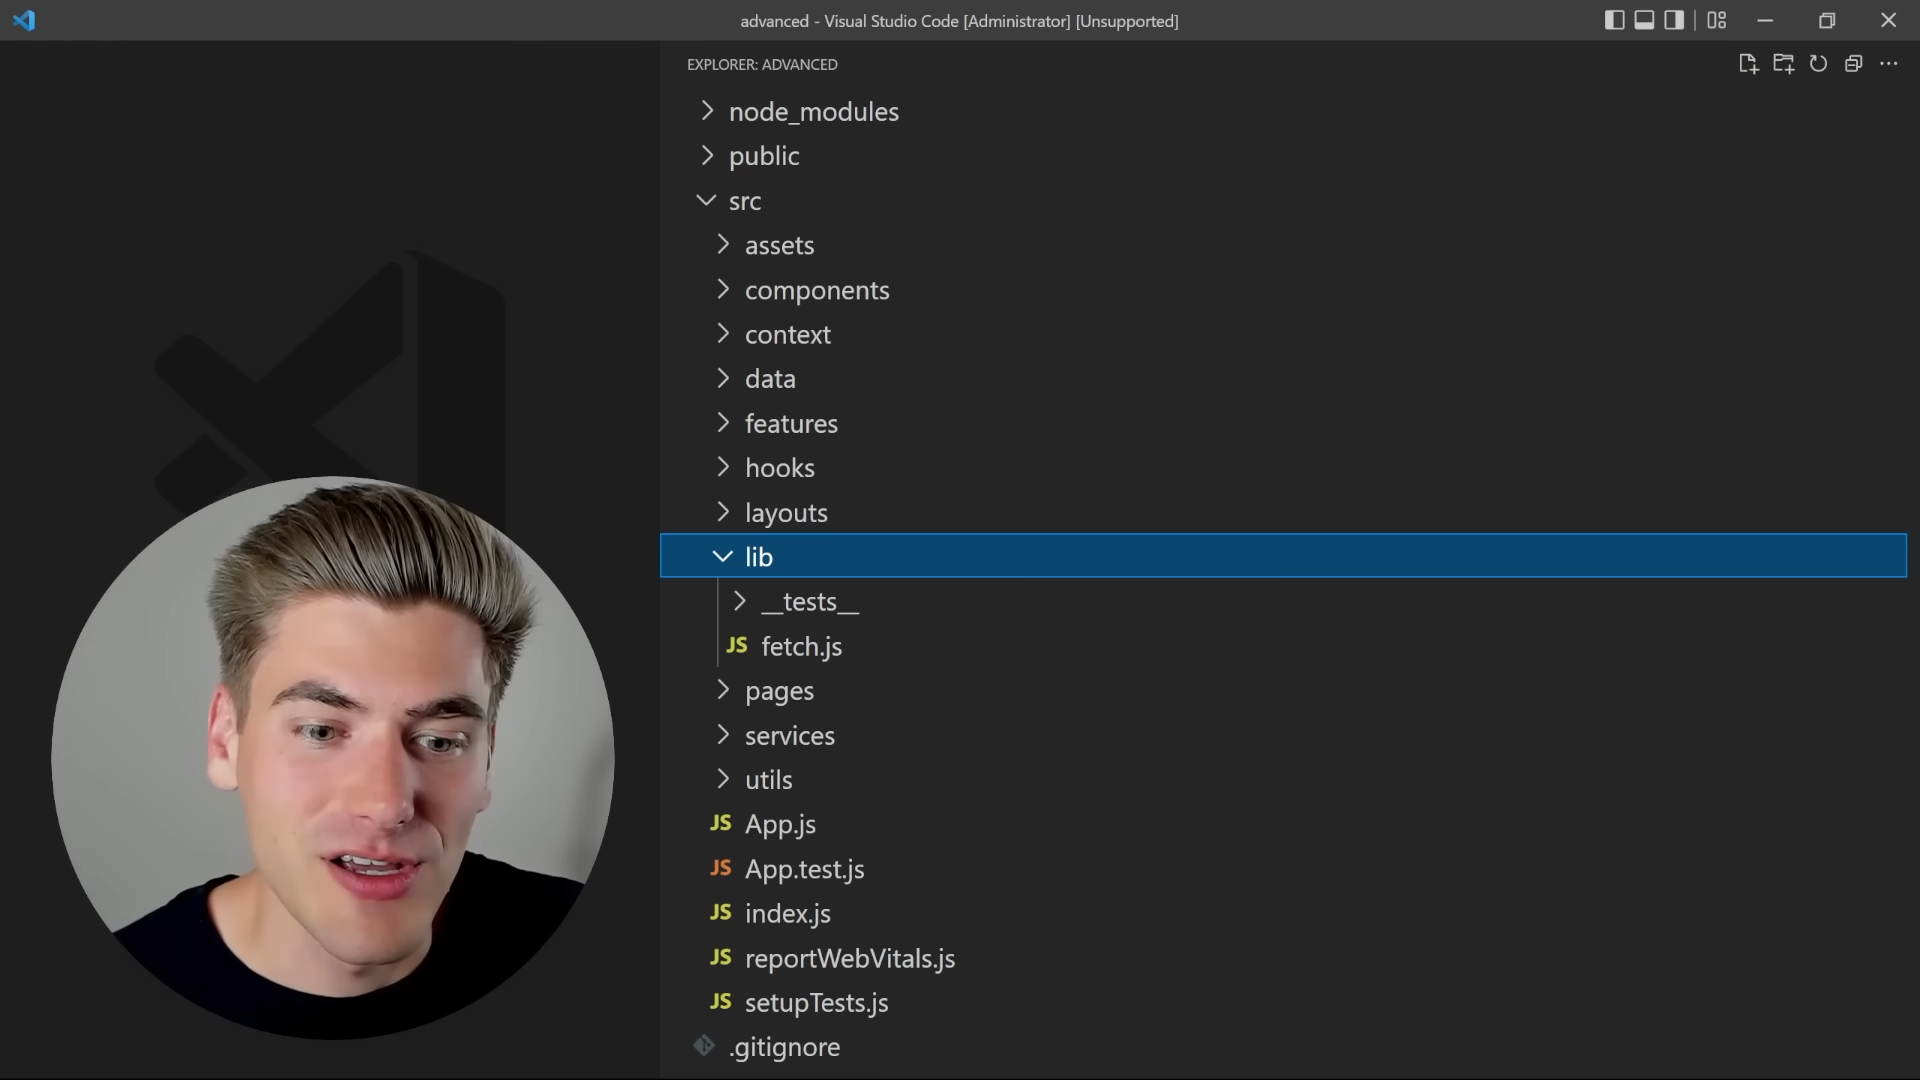 advanced - Visual Studio Code [Administrator] [Unsupported]
EXPLORER: ADVANCED
node_modules
public
src
assets
components
context
data
features
hooks
layouts
lib
__tests__
JS fetch.js
pages
services
utils
JS App.js
JS App.test.js
JS index.js
JS reportWebVitals.js
JS setupTests.js
.gitignore